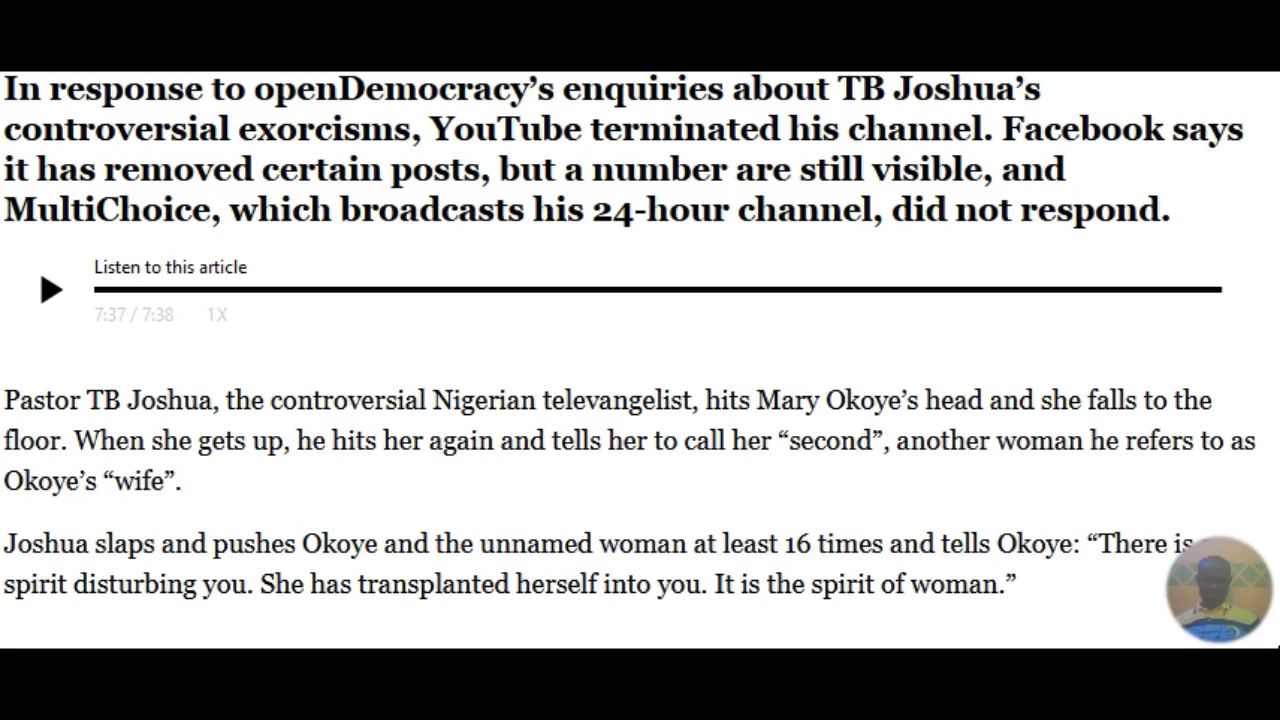 In response to openDemocracy’s enquiries about TB Joshua’s
controversial exorcisms, YouTube terminated his channel. Facebook says
it has removed certain posts, but a number are still visible, and
MultiChoice, which broadcasts his 24-hour channel, did not respond.
Listen to this article
7:37 / 7:38 1X
Pastor TB Joshua, the controversial Nigerian televangelist, hits Mary Okoye’s head and she falls to the
floor. When she gets up, he hits her again and tells her to call her “second”, another woman he refers to as
Okoye’s “wife”.
Joshua slaps and pushes Okoye and the unnamed woman at least 16 times and tells Okoye: “There is
spirit disturbing you. She has transplanted herself into you. It is the spirit of woman.”